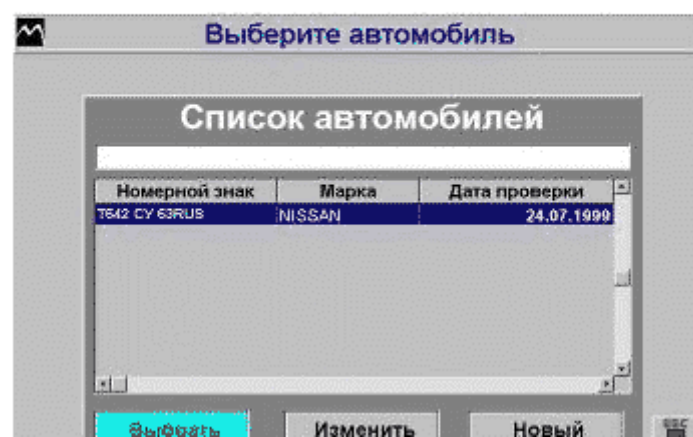 Выберите автомобиль
Список автомобилей
Номерной знак Марка Дата проверки
T642 CY 63RUS NISSAN 24.07.1999
Выбрать Изменить Новый
ESC